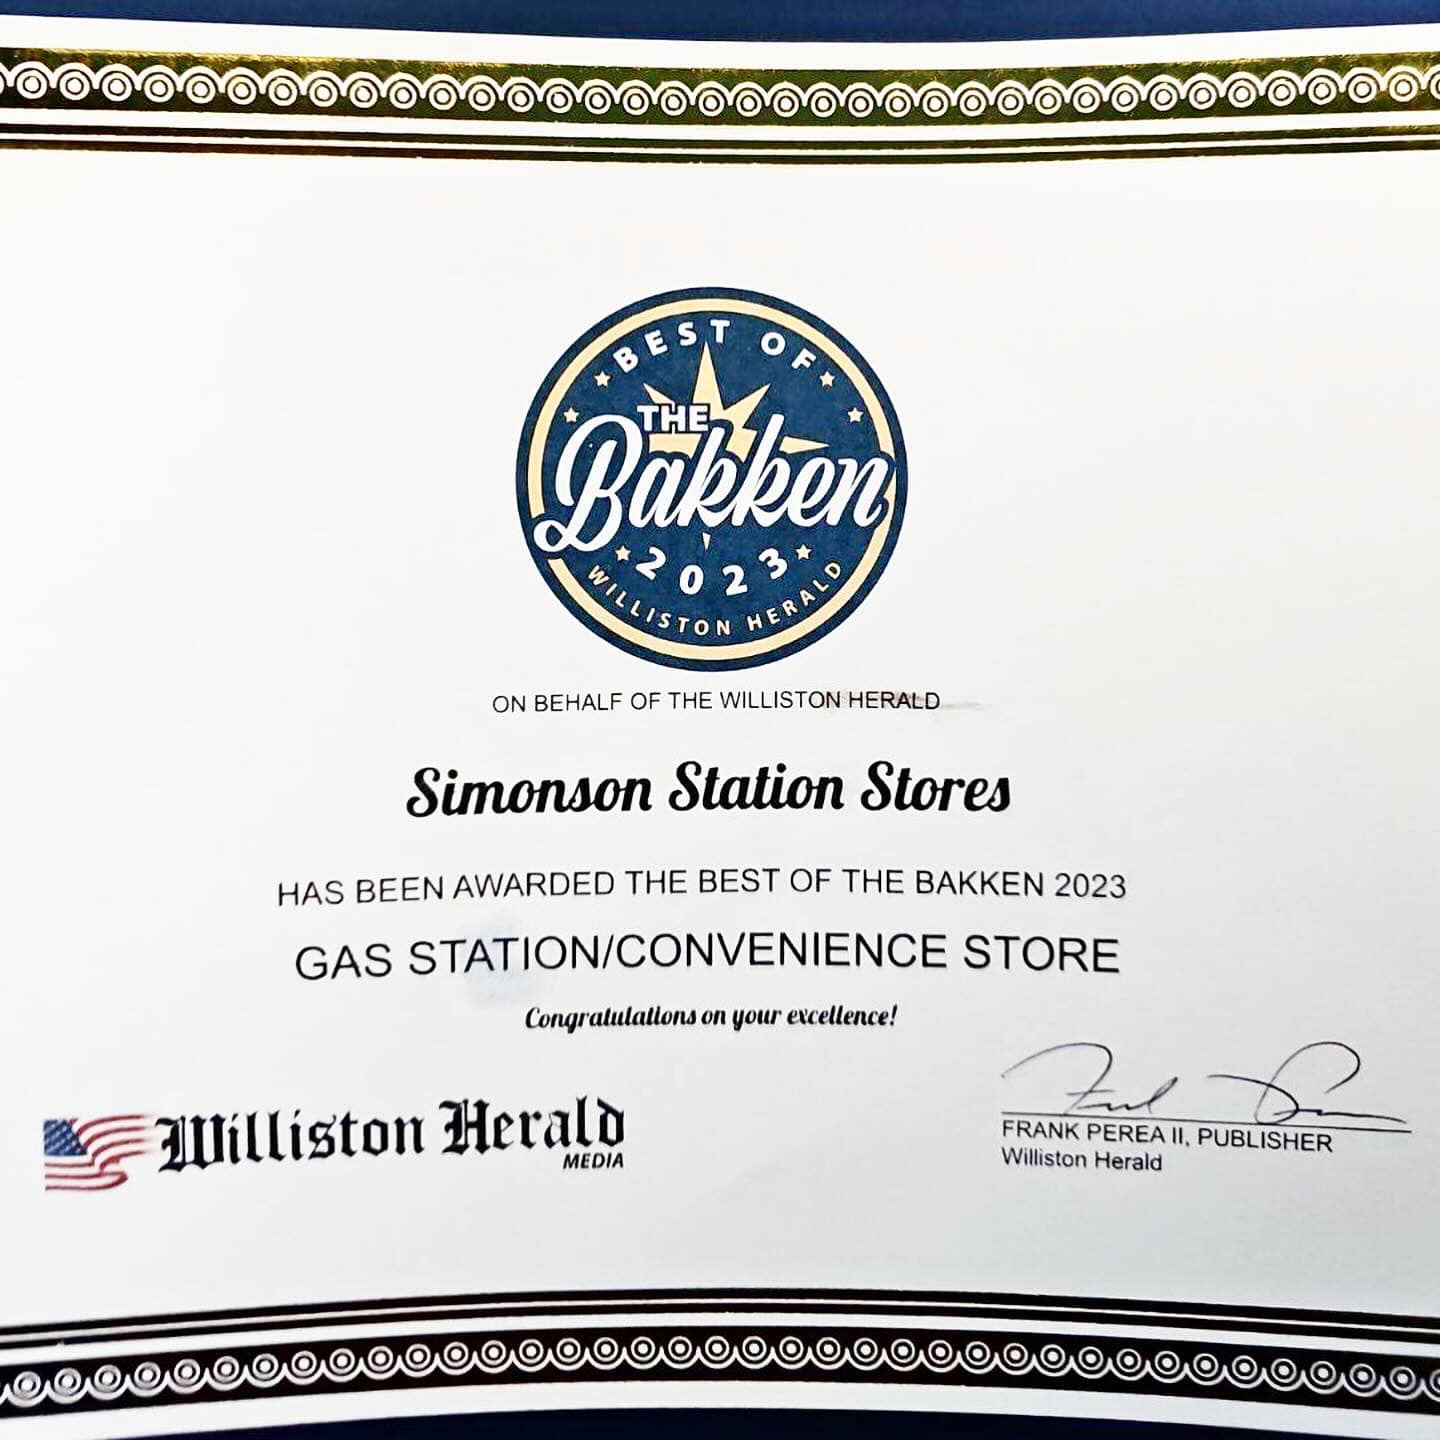 BEST OF
THE
Bakken
2023
WILLISTON HERALD
ON BEHALF OF THE WILLISTON HERALD
Simonson Station Stores
HAS BEEN AWARDED THE BEST OF THE BAKKEN 2023
GAS STATION/CONVENIENCE STORE
Congratulations on your excellence!
Williston Herald
MEDIA
FRANK PEREA II, PUBLISHER
Williston Herald